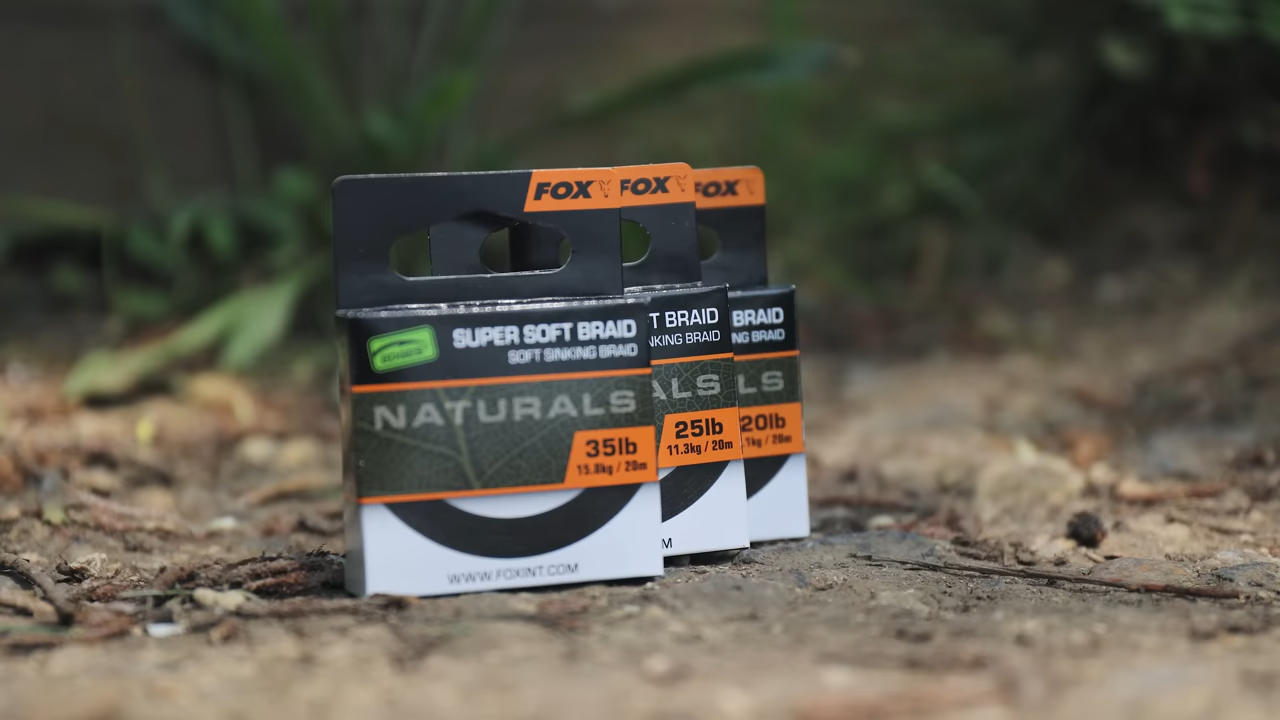 FOX
SUPER SOFT BRAID
SOFT SINKING BRAID
NATURALS
35lb
15.8kg / 20m
WWW.FOXINT.COM
FOX
T BRAID
NKING BRAID
ALS
25lb
11.3kg / 20m
M
FOX
BRAID
NG BRAID
LS
20lb
.1kg / 20m